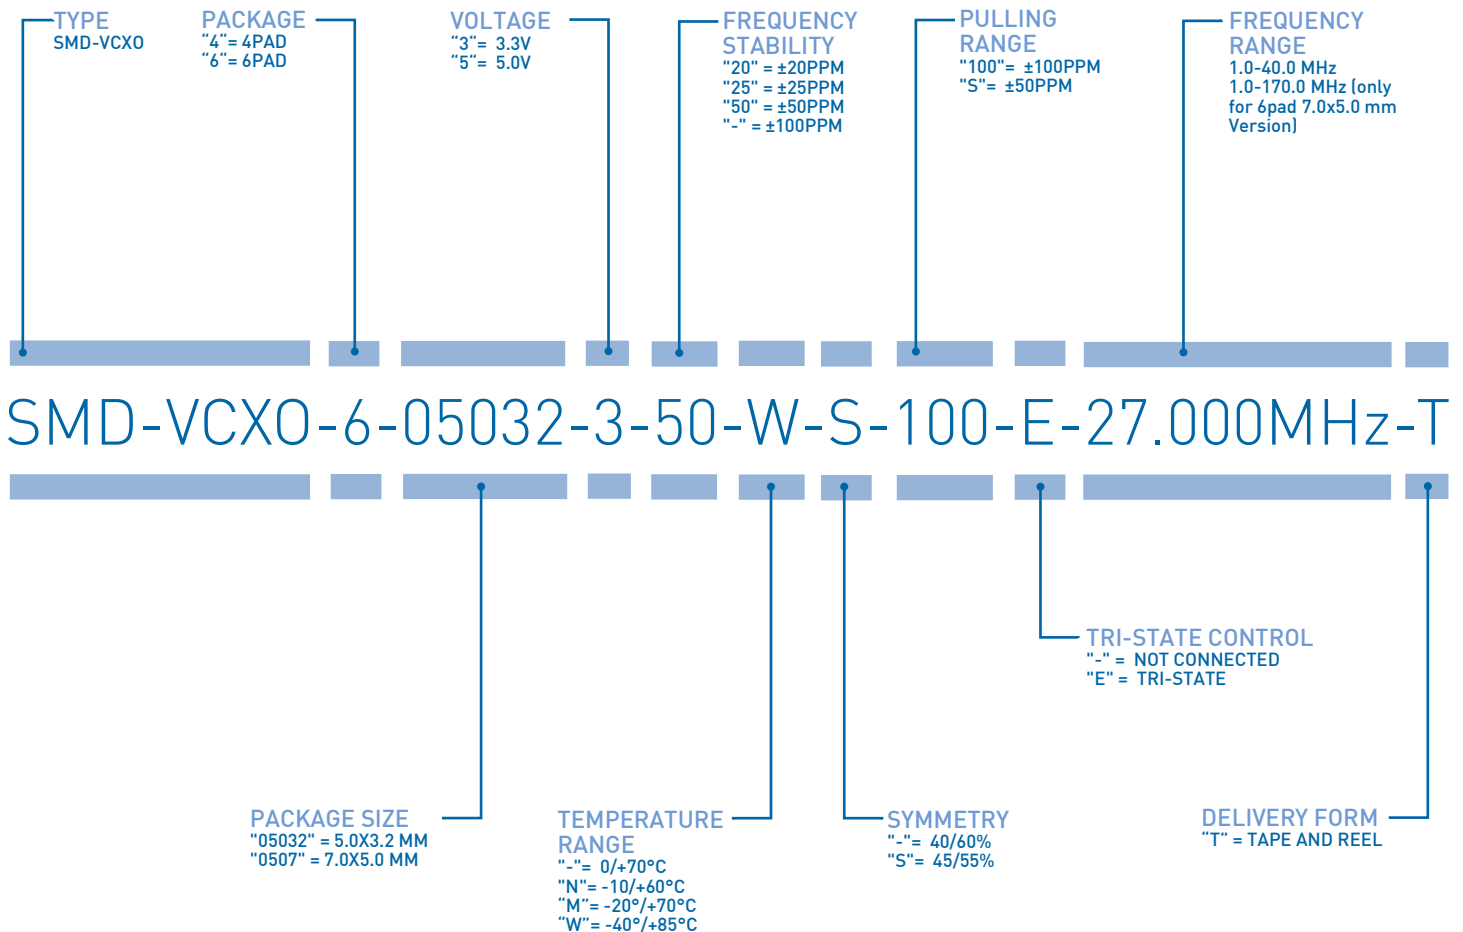 TYPE
SMD-VCXO
PACKAGE
“4“= 4PAD
“6“= 6PAD
VOLTAGE
“3“= 3.3V
“5“= 5.0V
FREQUENCY
STABILITY
"20" = ±20PPM
"25" = ±25PPM
"50" = ±50PPM
"-" = ±100PPM
PULLING
RANGE
"100"= ±100PPM
"S"= ±50PPM
FREQUENCY
RANGE
1.0-40.0 MHz
1.0-170.0 MHz (only
for 6pad 7.0x5.0 mm
Version)
SMD-VCXO-6-05032-3-50-W-S-100-E-27.000MHz-T
TRI-STATE CONTROL
"-" = NOT CONNECTED
"E" = TRI-STATE
PACKAGE SIZE
"05032" = 5.0X3.2 MM
"0507" = 7.0X5.0 MM
TEMPERATURE
RANGE
"-"= 0/+70°C
"N"= -10/+60°C
“M”= -20°/+70°C
“W”= -40°/+85°C
SYMMETRY
"-"= 40/60%
"S"= 45/55%
DELIVERY FORM
“T” = TAPE AND REEL